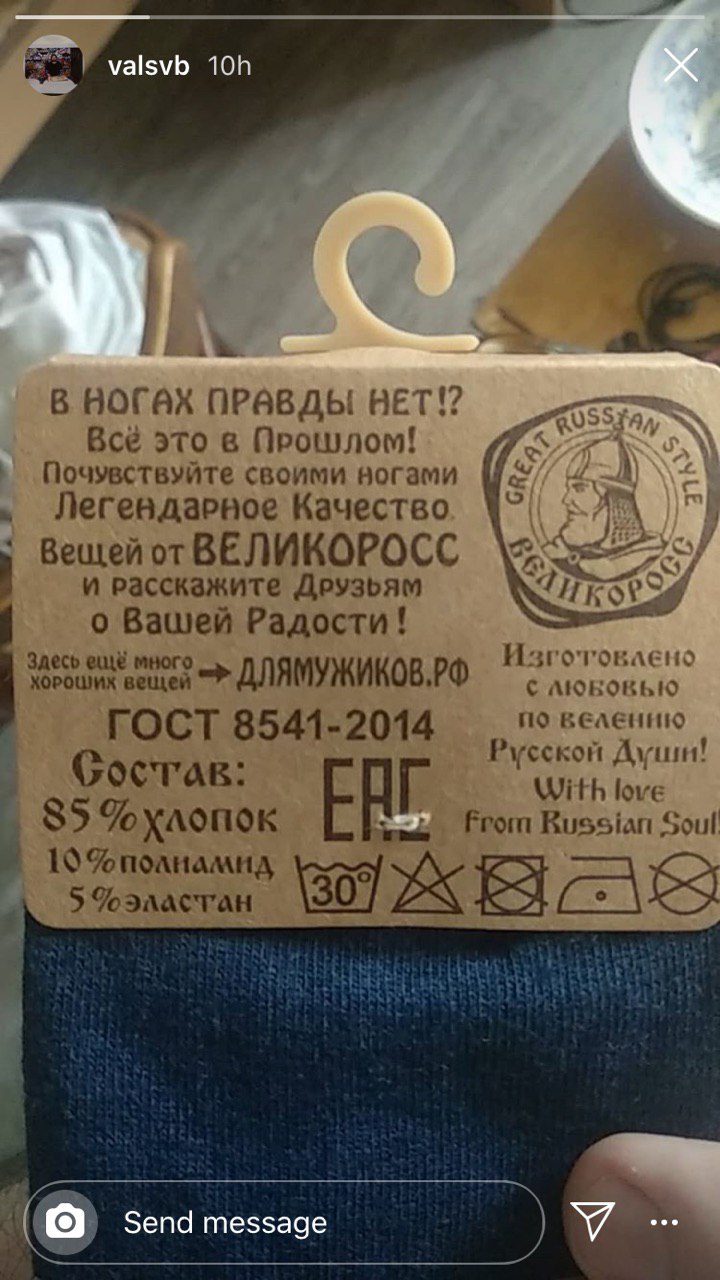 valsvb 10h
В НОГАХ ПРАВДЫ НЕТ!?
Всё это в Прошлом!
Почувствуйте своими ногами
Легендарное Качество
Вещей от ВЕЛИКОРОСС
и расскажите Друзьям
о Вашей Радости!
Здесь ещё много
хороших вещей → ДЛЯМУЖИКОВ.РФ
ГОСТ 8541-2014
Состав:
85% хлопок
10% полиамид
5% эластан
EAC
30°
GREAT RUSSIAN STYLE
ВЕЛИКОРОСС
Изготовлено
с любовью
по велению
Русской Души!
With love
from Russian Soul!
Send message